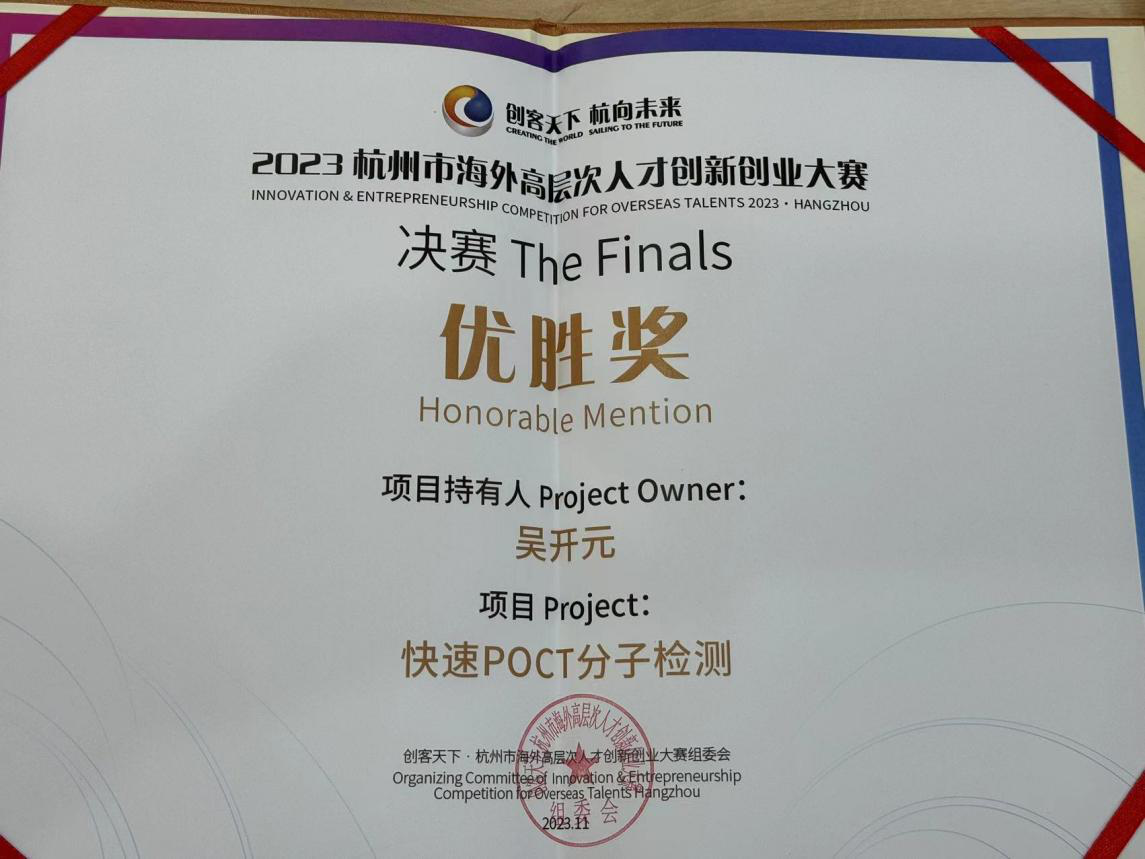 创客天下 杭向未来
CREATING THE WORLD SAILING TO THE FUTURE
2023 杭州市海外高层次人才创新创业大赛
INNOVATION & ENTREPRENEURSHIP COMPETITION FOR OVERSEAS TALENTS 2023・HANGZHOU
决赛 The Finals
优胜奖
Honorable Mention
项目持有人 Project Owner：
吴开元
项目 Project：
快速POCT分子检测
创客天下・杭州市海外高层次人才创新创业大赛组委会
Organizing Committee of Innovation & Entrepreneurship
Competition for Overseas Talents Hangzhou
组委会
2023.11